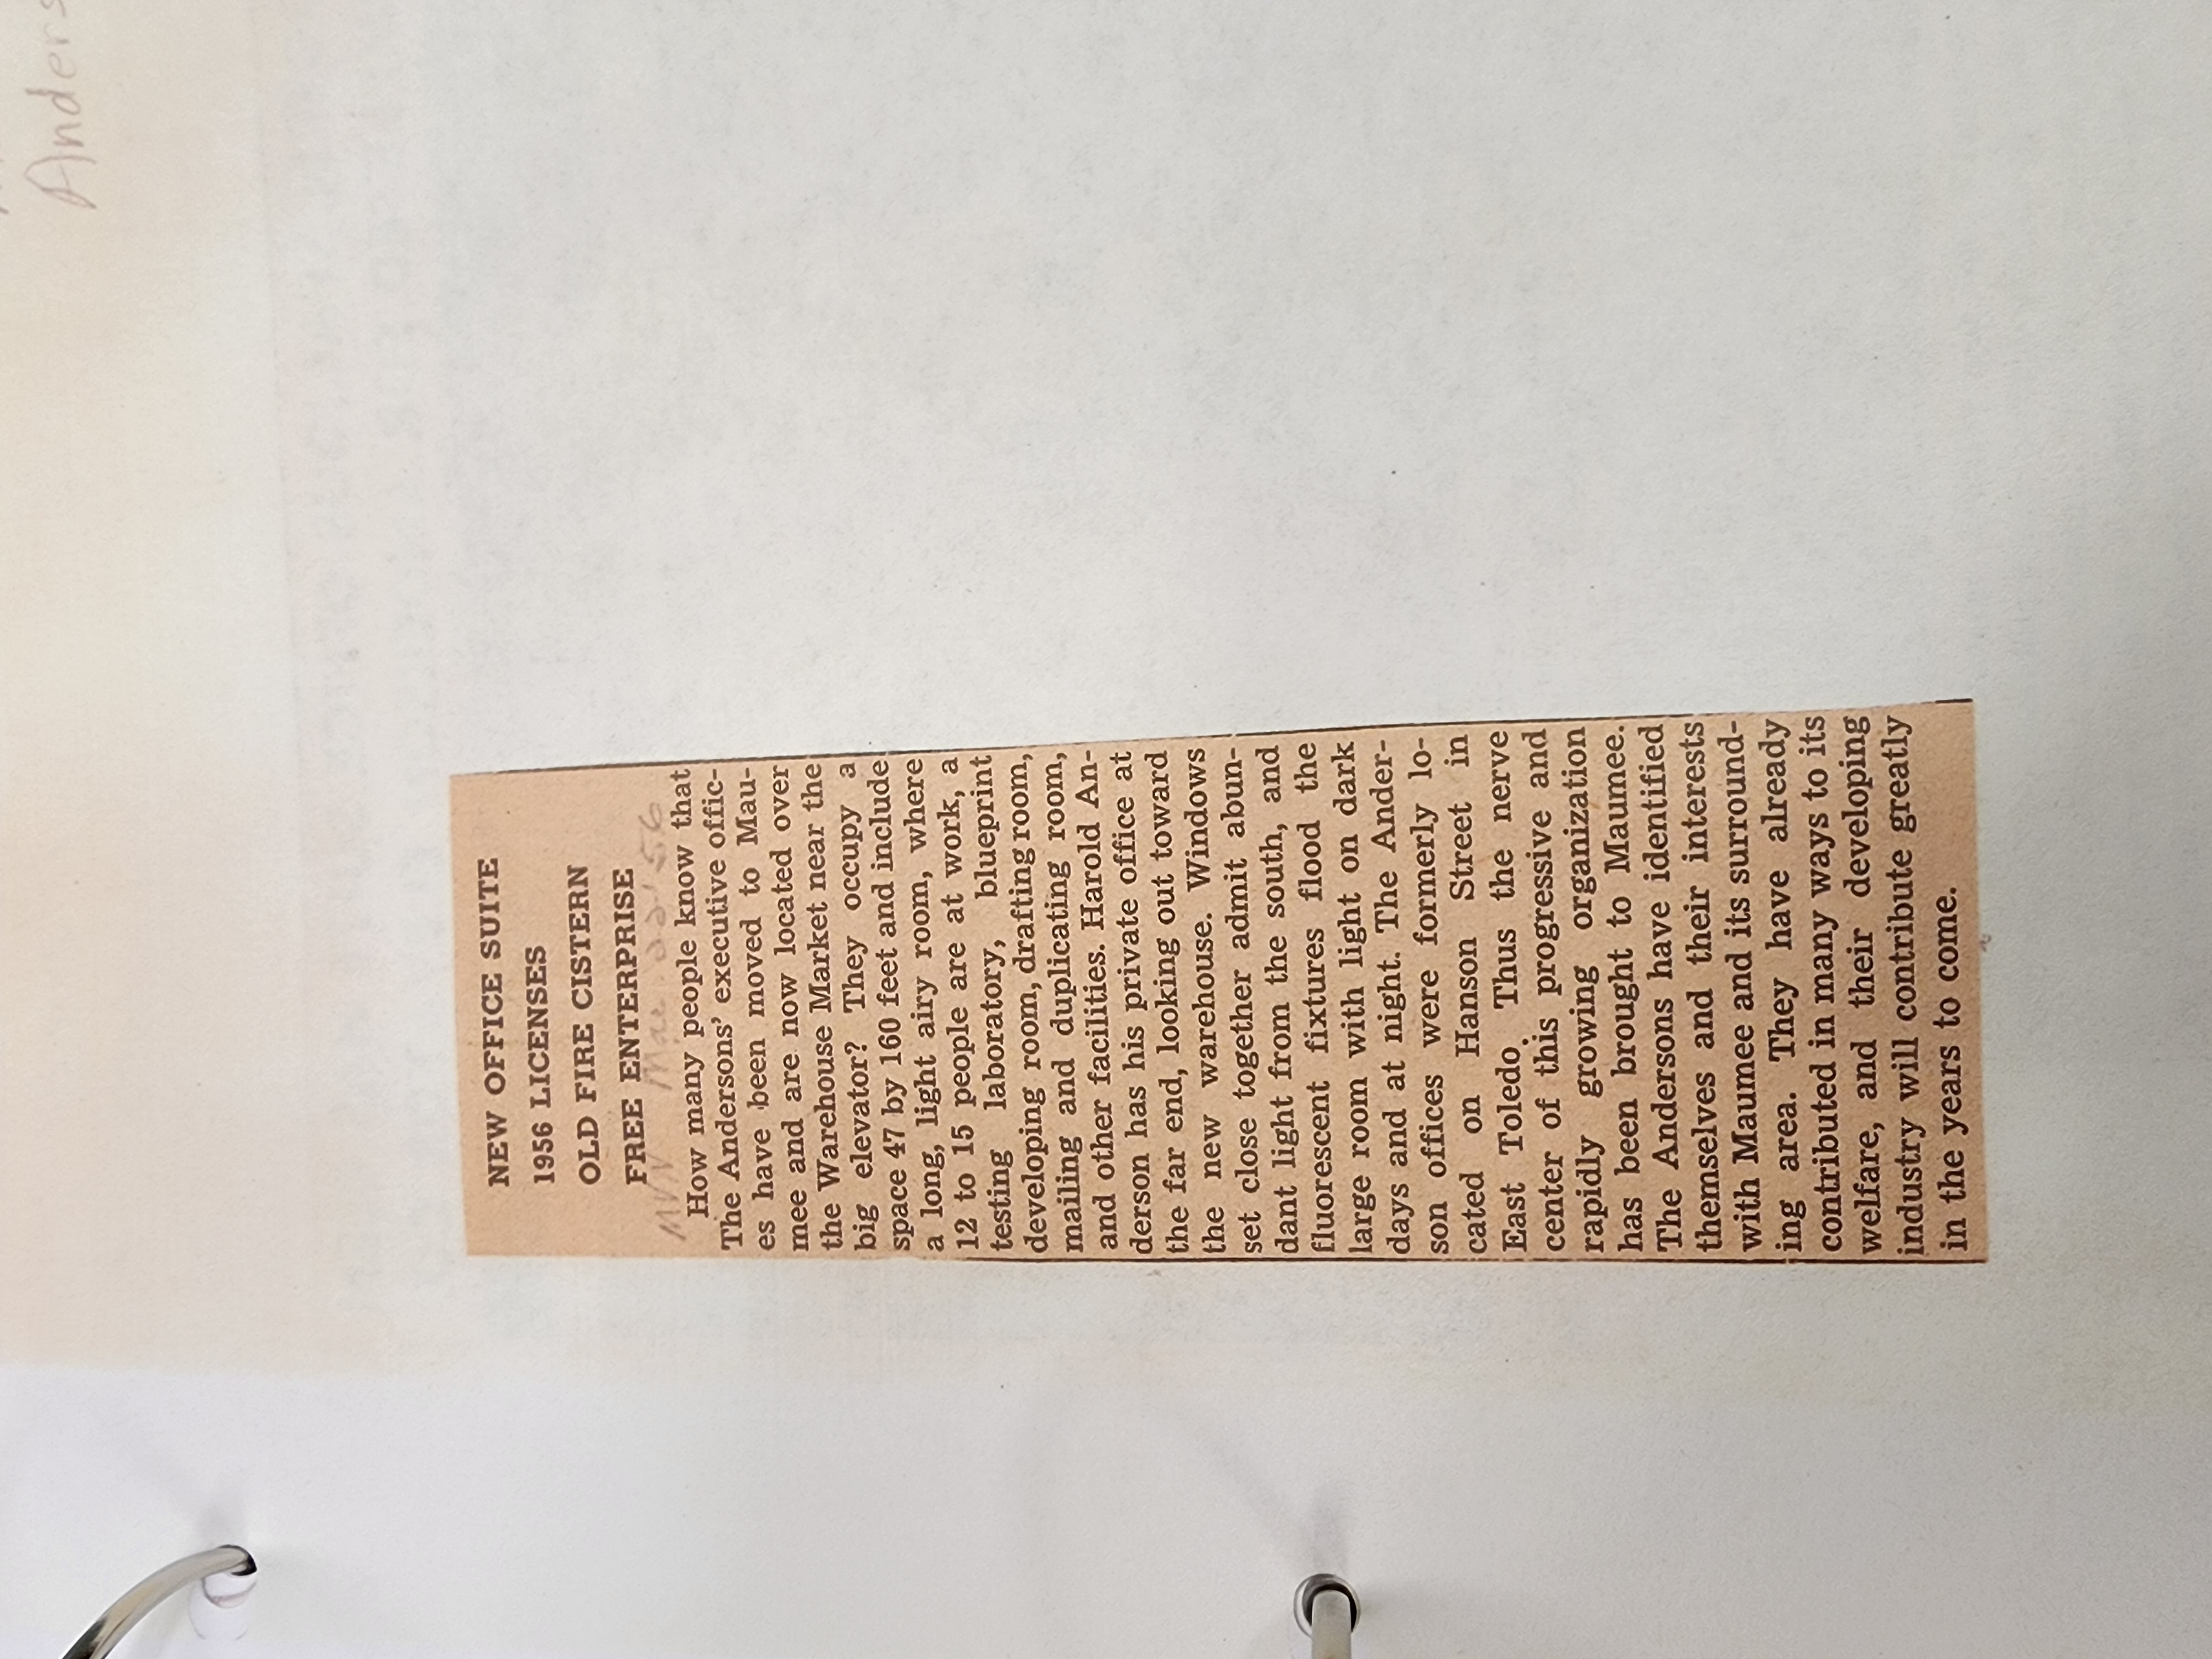 Anders
NEW OFFICE SUITE
1956 LICENSES
OLD FIRE CISTERN
FREE ENTERPRISE
MVN Mar. 22 '56
How many people know that
The Andersons' executive offic-
es have been moved to Mau-
mee and are now located over
the Warehouse Market near the
big elevator? They occupy a
space 47 by 160 feet and include
a long, light airy room, where
12 to 15 people are at work, a
testing laboratory, blueprint
developing room, drafting room,
mailing and duplicating room,
and other facilities. Harold An-
derson has his private office at
the far end, looking out toward
the new warehouse. Windows
set close together admit abun-
dant light from the south, and
fluorescent fixtures flood the
large room with light on dark
days and at night. The Ander-
son offices were formerly lo-
cated on Hanson Street in
East Toledo. Thus the nerve
center of this progressive and
rapidly growing organization
has been brought to Maumee.
The Andersons have identified
themselves and their interests
with Maumee and its surround-
ing area. They have already
contributed in many ways to its
welfare, and their developing
industry will contribute greatly
in the years to come.